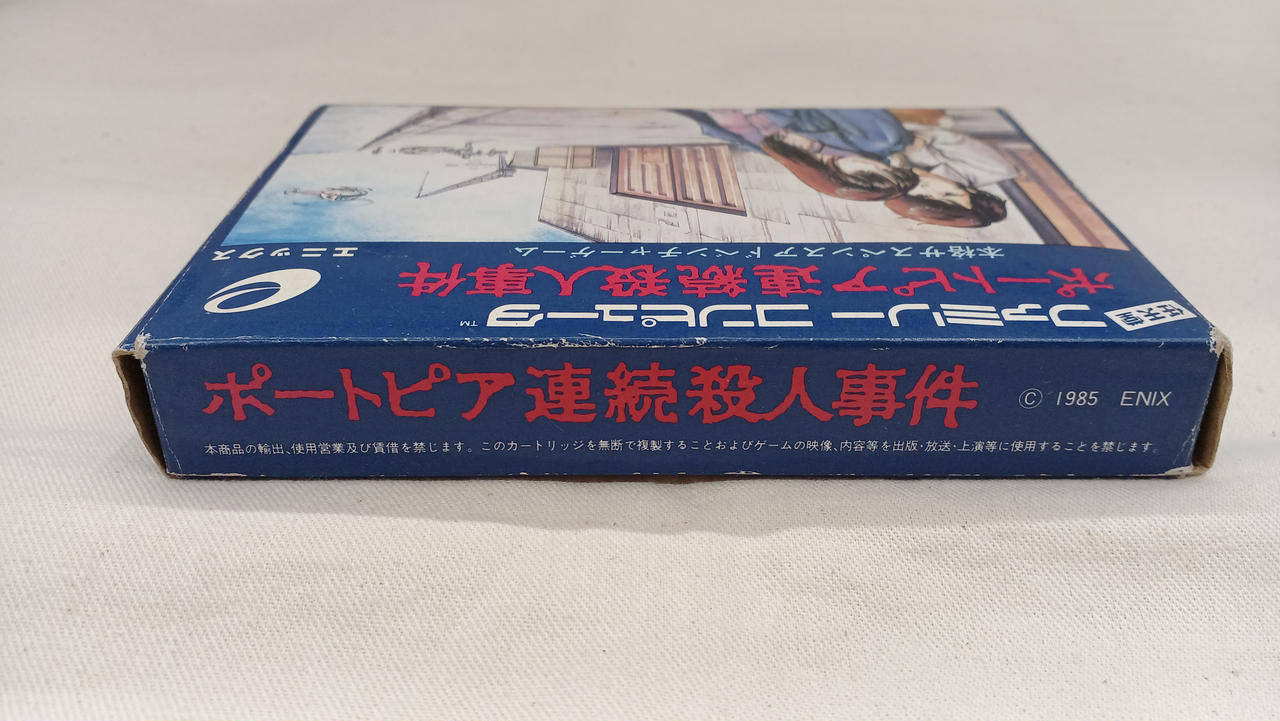 エニックス
本格サスペンスアドベンチャーゲーム
ポートピア連続殺人事件
任天堂
ファミリーコンピュータ™
ポートピア連続殺人事件 © 1985 ENIX
本商品の輸出、使用営業及び賃借を禁じます。このカートリッジを無断で複製することおよびゲームの映像、内容等を出版・放送・上演等に使用することを禁じます。